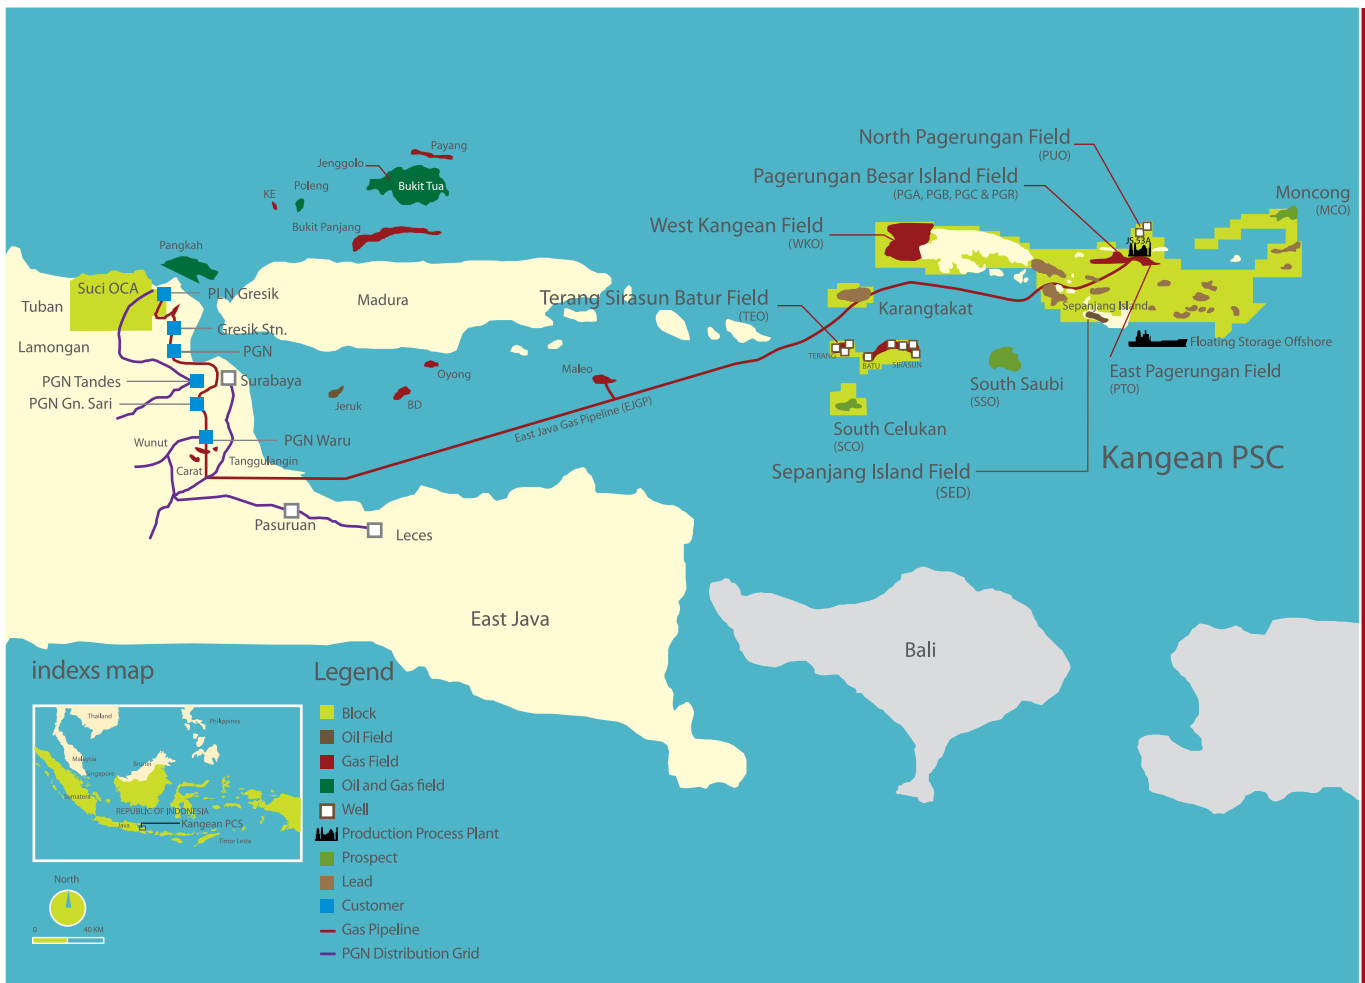 North Pagerungan Field
(PUO)
Payang
Jenggolo
Pagerungan Besar Island Field
(PGA, PGB, PGC & PGR)
Poleng
Bukit Tua
KE
Moncong
(MCO)
Bukit Panjang
West Kangean Field
(WKO)
JS 53A
Pangkah
Suci OCA
PLN Gresik
Madura
Tuban
Terang Sirasun Batur Field
(TEO)
Karangtakat
Sepanjang Island
Gresik Stn.
Lamongan
PGN
Floating Storage Offshore
TERANG
BATU
SIRASUN
PGN Tandes
Surabaya
Oyong
Maleo
South Saubi
(SSO)
East Pagerungan Field
(PTO)
PGN Gn. Sari
Jeruk
BD
East Java Gas Pipeline (EJGP)
South Celukan
(SCO)
Wunut
PGN Waru
Carat
Tanggulangin
Sepanjang Island Field
(SED)
Kangean PSC
Pasuruan
Leces
East Java
Bali
indexs map
Thailand
Philippines
Malaysia
Brunei
Singapore
Sumatera
REPUBLIC OF INDONESIA
Java
Kangean PCS
Timor Leste
North
0
40 KM
Legend
Block
Oil Field
Gas Field
Oil and Gas field
Well
Production Process Plant
Prospect
Lead
Customer
Gas Pipeline
PGN Distribution Grid